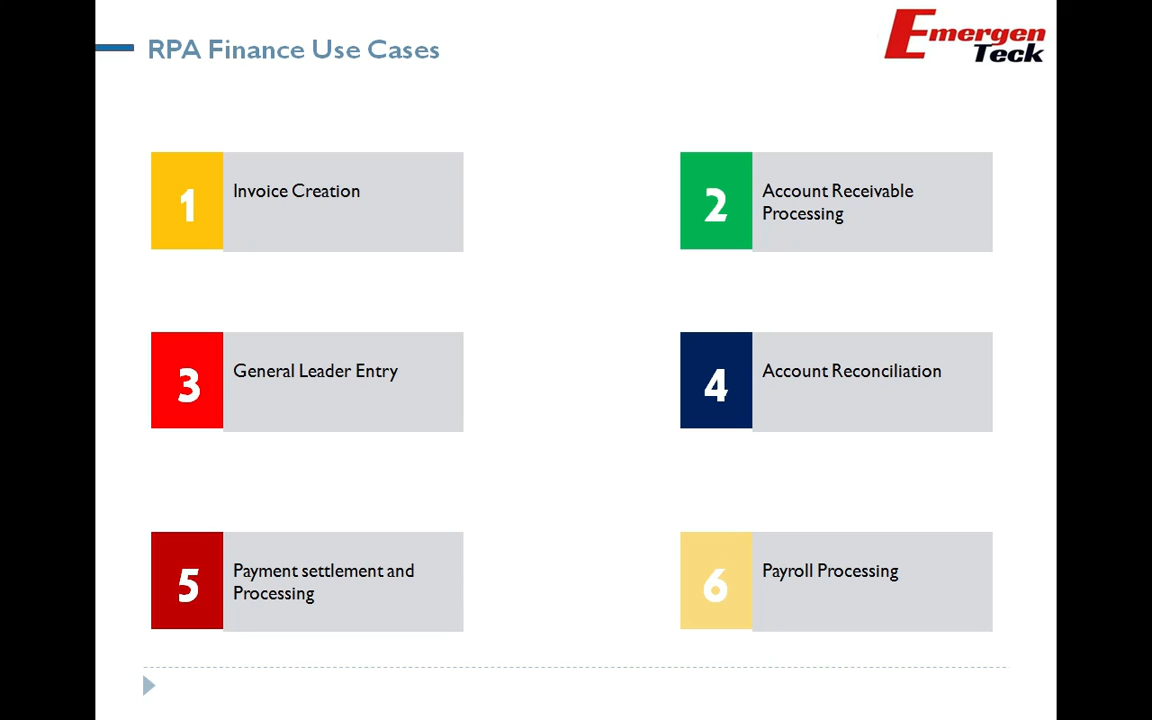 RPA Finance Use Cases
Emergen
Teck
1
Invoice Creation
2
Account Receivable
Processing
3
General Leader Entry
4
Account Reconciliation
5
Payment settlement and
Processing
6
Payroll Processing